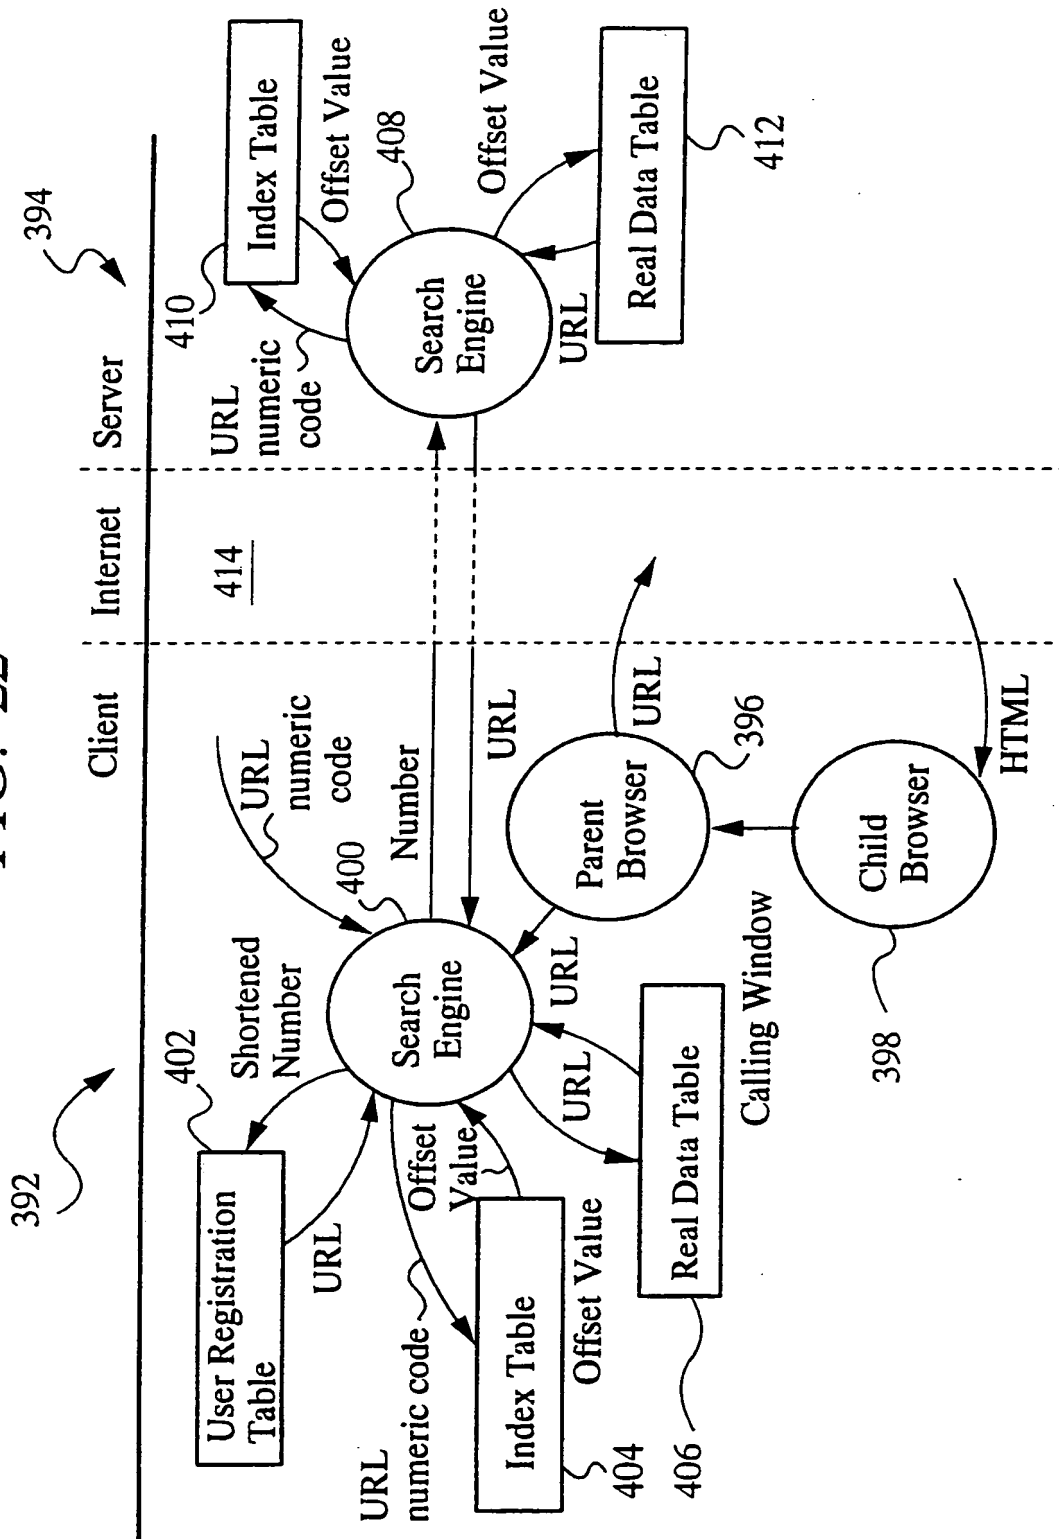 FIG. 22
392
394
Client
Internet
Server
402
User Registration
Table
Shortened
Number
URL
URL
numeric
code
414
URL
numeric
code
410
Index Table
Offset Value
408
Search
Engine
Offset Value
URL
Real Data Table
412
400
Search
Engine
Number
URL
URL
numeric code
Offset
Value
Index Table
404
Offset Value
URL
URL
Real Data Table
406
Parent
Browser
396
URL
Calling Window
Child
Browser
398
HTML